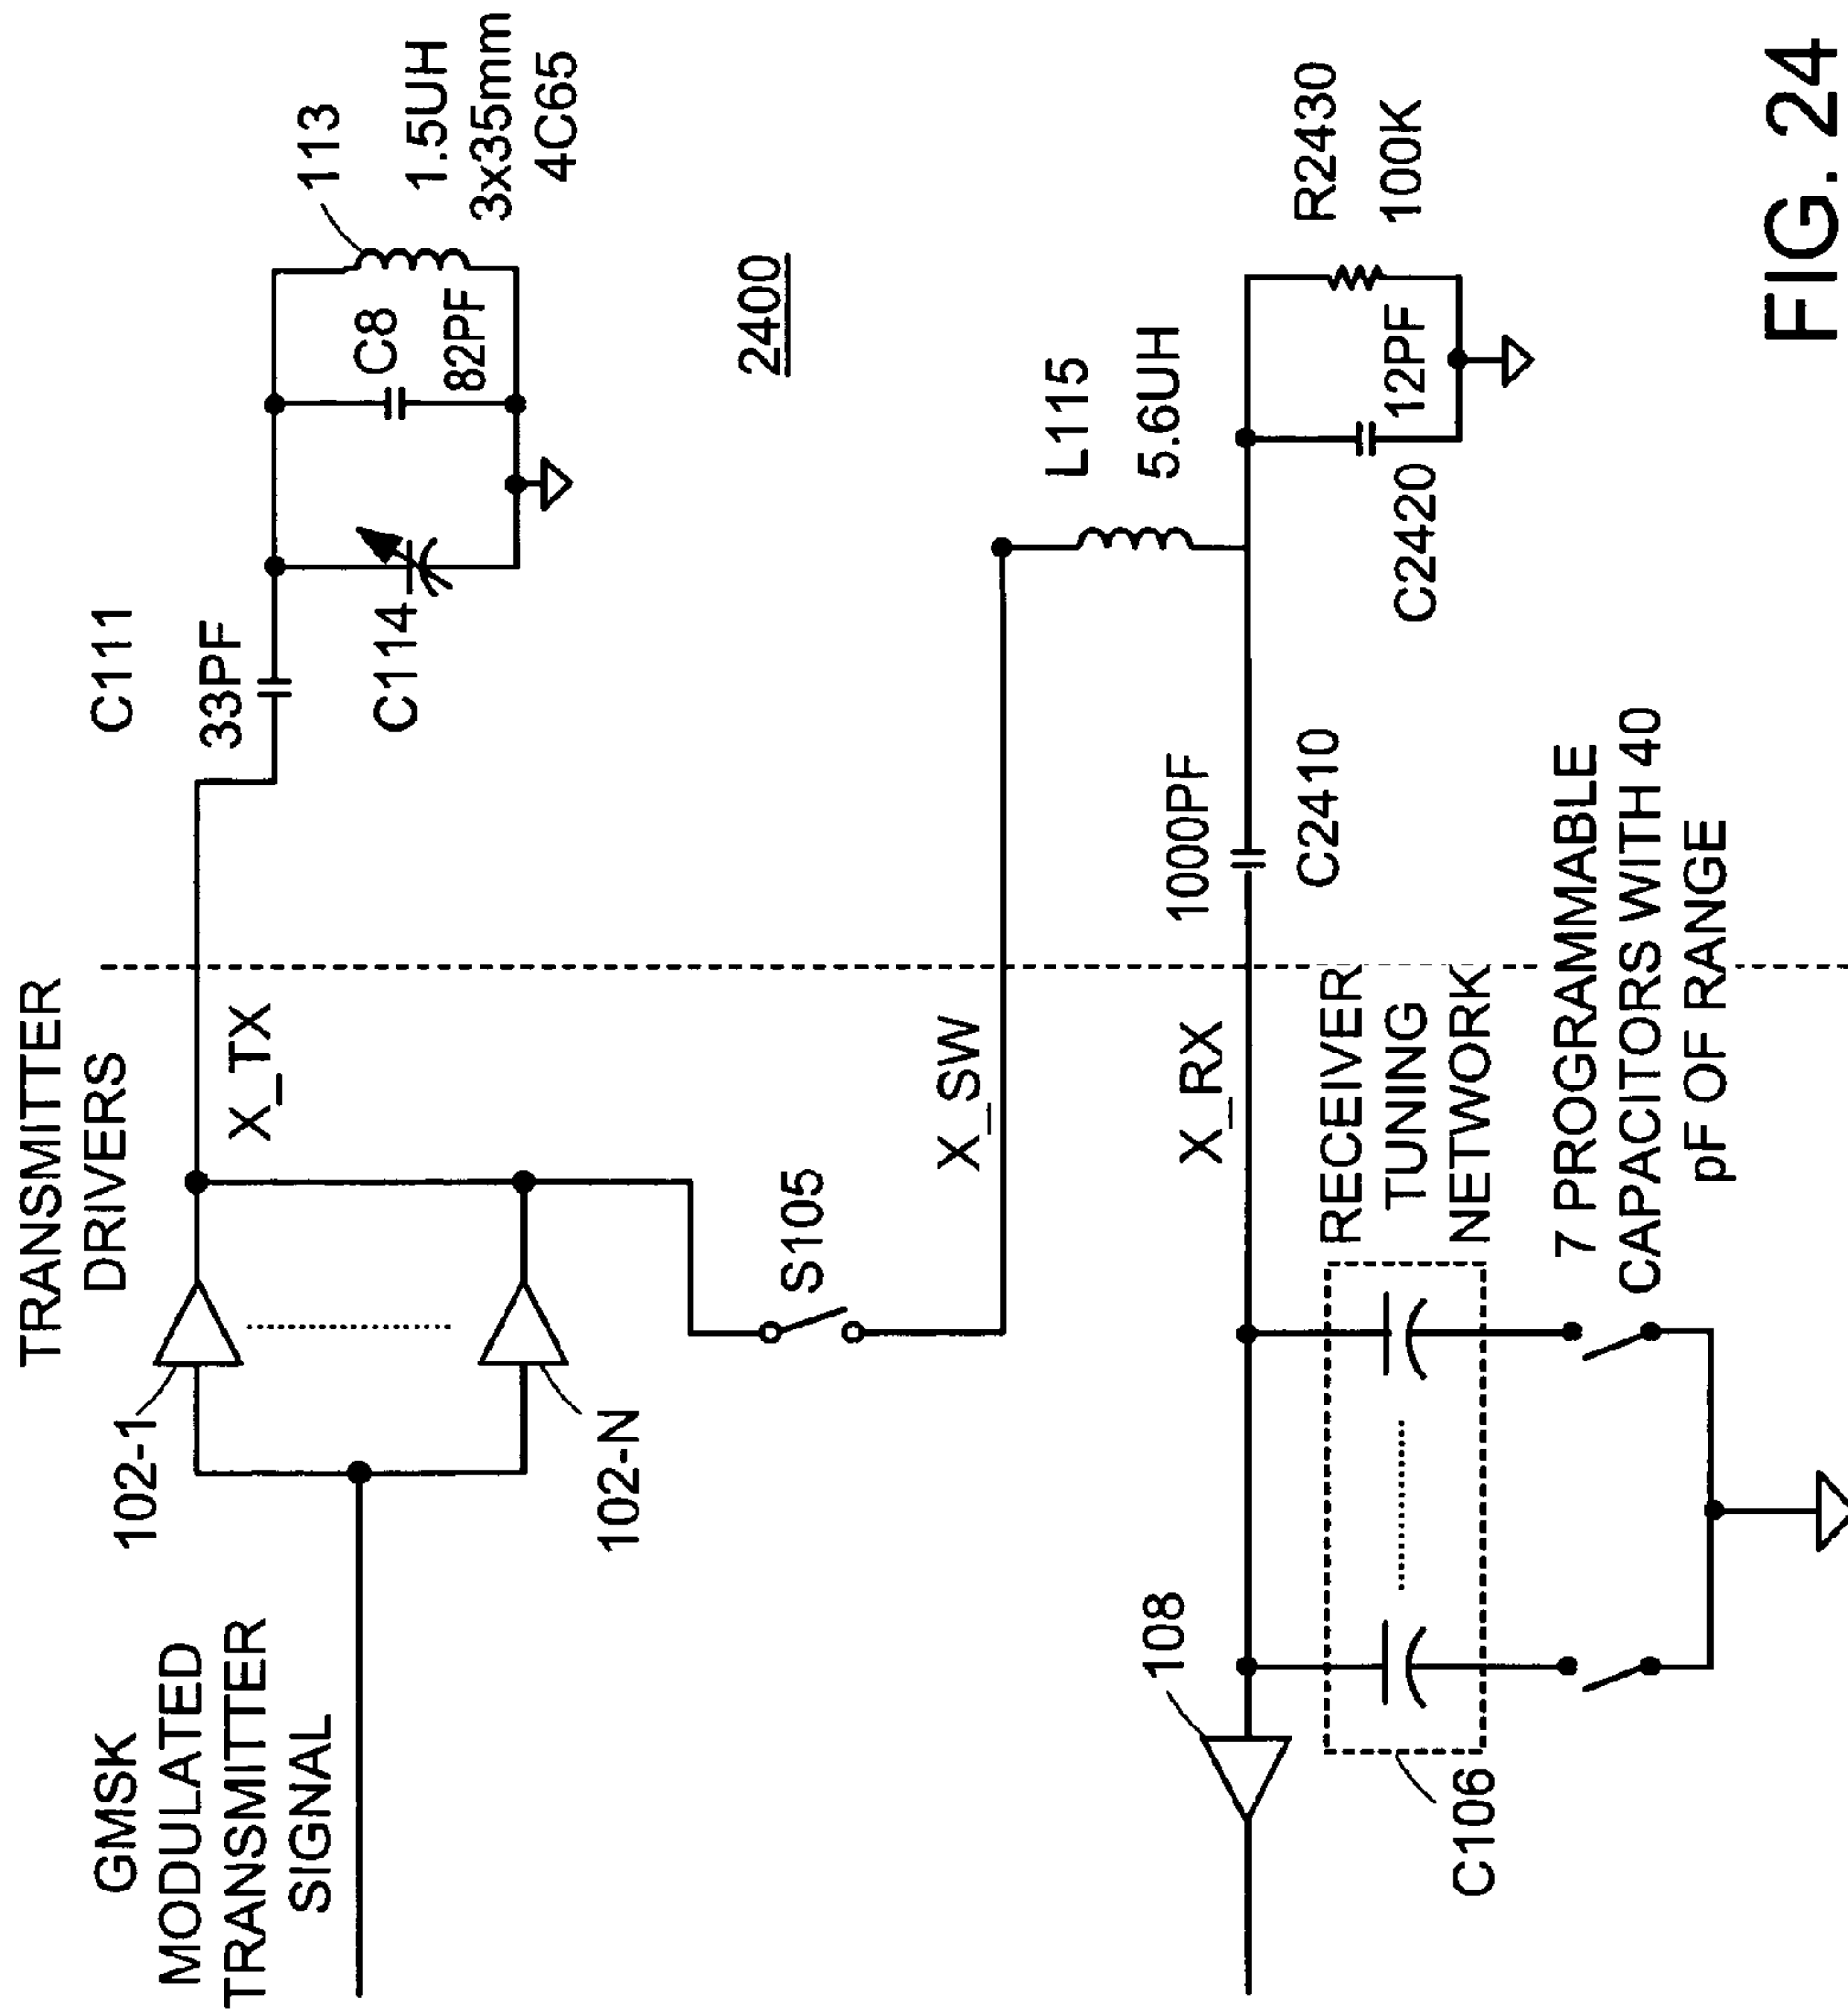 TRANSMITTER
DRIVERS
GMSK
MODULATED
TRANSMITTER
SIGNAL
102-1
102-N
X_TX
C111
33PF
C114
C8
82PF
113
1.5UH
3x35mm
4C65
2400
S105
X_SW
L115
5.6UH
X_RX
1000PF
C2410
C2420
12PF
R2430
100K
108
C106
RECEIVER
TUNING
NETWORK
7 PROGRAMMABLE
CAPACITORS WITH 40
pF OF RANGE
FIG. 24